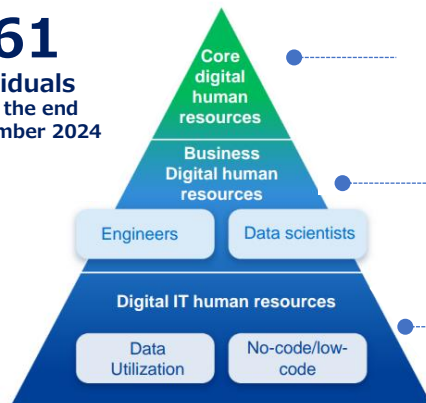 61
iduals
the end
mber 2024
Core
digital
human
resources
Business
Digital human
resources
Engineers
Data scientists
Digital IT human resources
Data
Utilization
No-code/low-
code